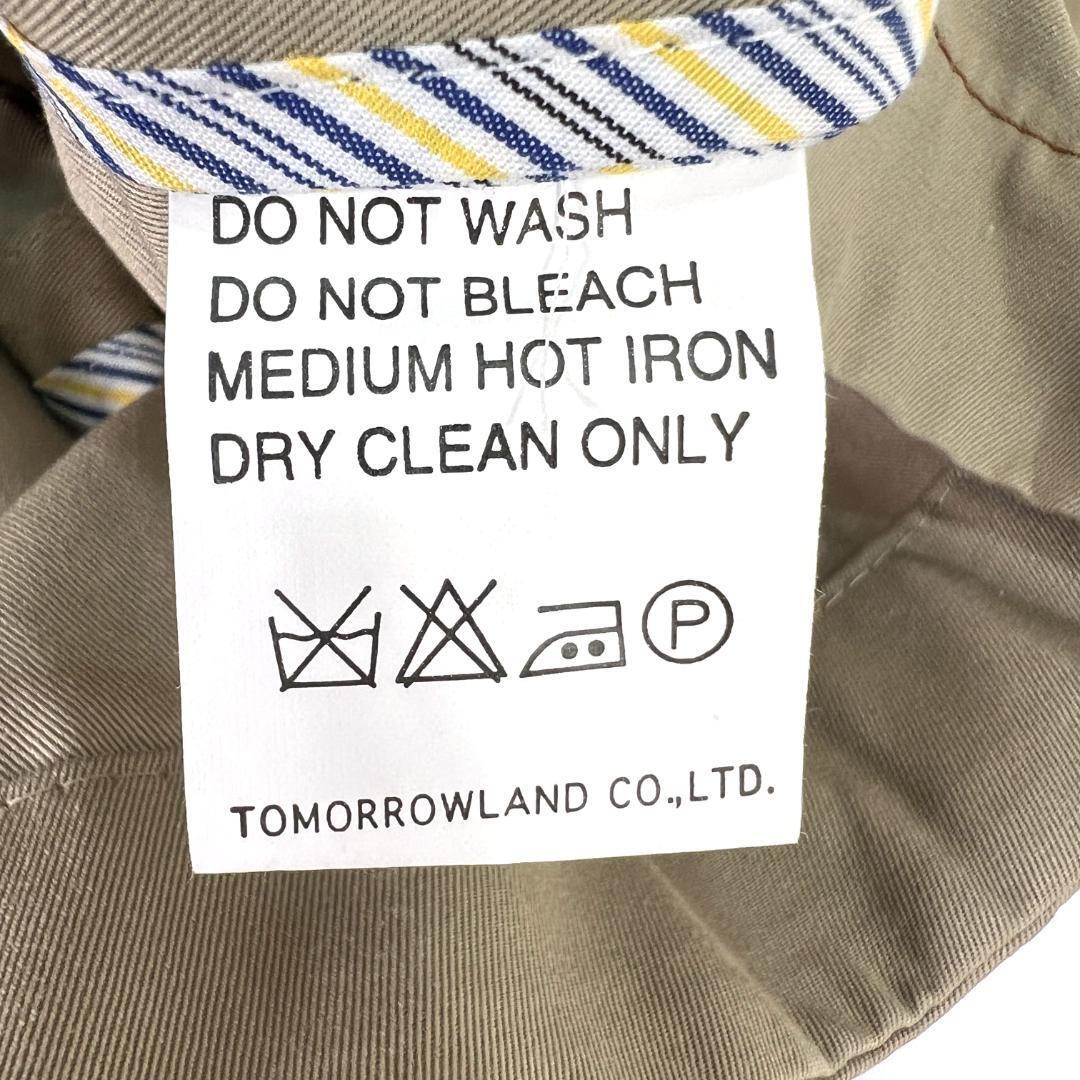 DO NOT WASH
DO NOT BLEACH
MEDIUM HOT IRON
DRY CLEAN ONLY
P
TOMORROWLAND CO.,LTD.